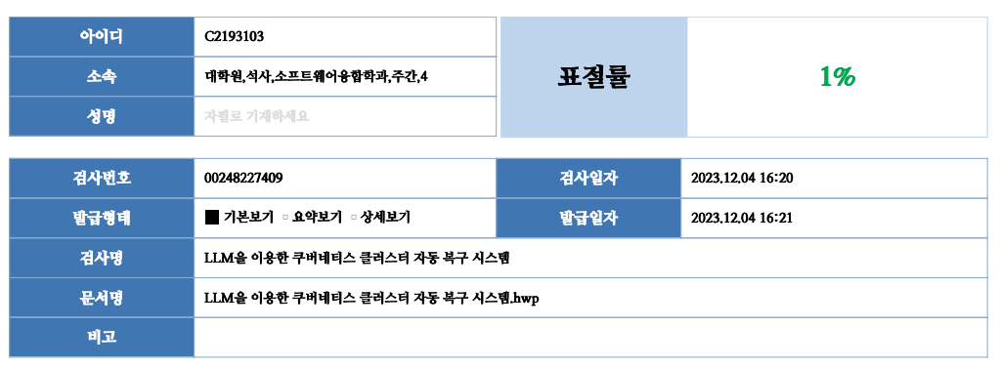 아이디 C2193103
표절률 1%
소속 대학원,석사,소프트웨어융합학과,주간,4
성명 자필로 기재하세요
검사번호 00248227409 검사일자 2023.12.04 16:20
발급형태 ■ 기본보기 □ 요약보기 □ 상세보기 발급일자 2023.12.04 16:21
검사명 LLM을 이용한 쿠버네티스 클러스터 자동 복구 시스템
문서명 LLM을 이용한 쿠버네티스 클러스터 자동 복구 시스템.hwp
비고